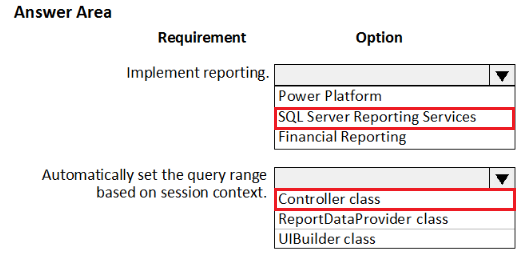 Answer Area
Requirement Option
Implement reporting.
Power Platform
SQL Server Reporting Services
Financial Reporting
Automatically set the query range
based on session context.
Controller class
ReportDataProvider class
UIBuilder class